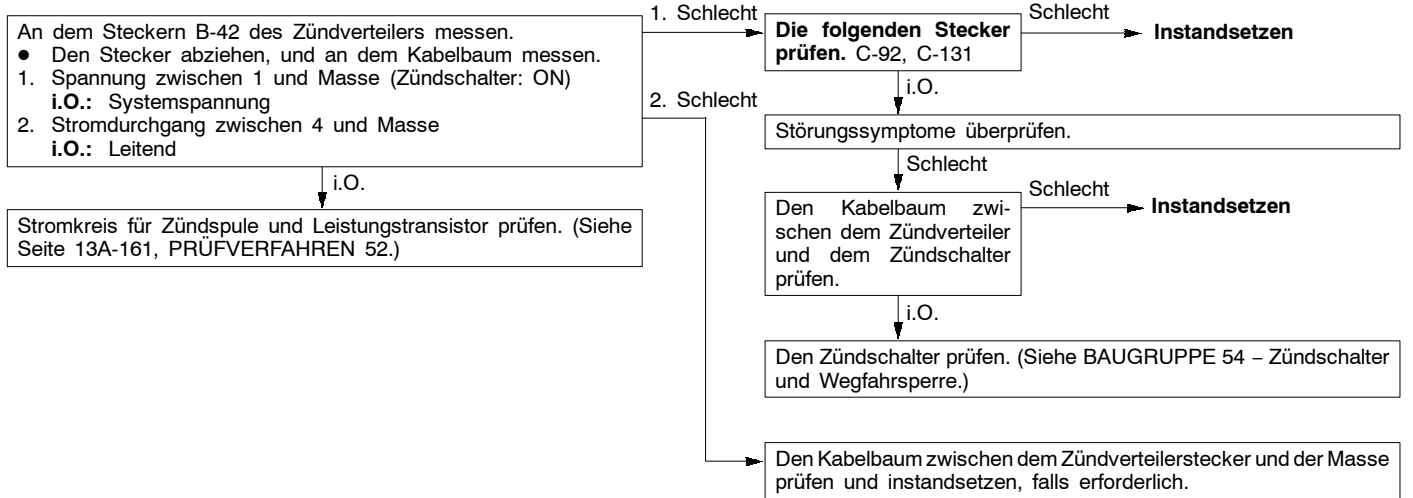 An dem Steckern B-42 des Zündverteilers messen.
● Den Stecker abziehen, und an dem Kabelbaum messen.
1. Spannung zwischen 1 und Masse (Zündschalter: ON)
i.O.: Systemspannung
2. Stromdurchgang zwischen 4 und Masse
i.O.: Leitend
i.O.
Stromkreis für Zündspule und Leistungstransistor prüfen. (Siehe
Seite 13A-161, PRÜFVERFAHREN 52.)
1. Schlecht
Die folgenden Stecker
prüfen. C-92, C-131
Schlecht
Instandsetzen
i.O.
2. Schlecht
Störungssymptome überprüfen.
Schlecht
Den Kabelbaum zwi-
schen dem Zündverteiler
und dem Zündschalter
prüfen.
Schlecht
Instandsetzen
i.O.
Den Zündschalter prüfen. (Siehe BAUGRUPPE 54 – Zündschalter
und Wegfahrsperre.)
Den Kabelbaum zwischen dem Zündverteilerstecker und der Masse
prüfen und instandsetzen, falls erforderlich.